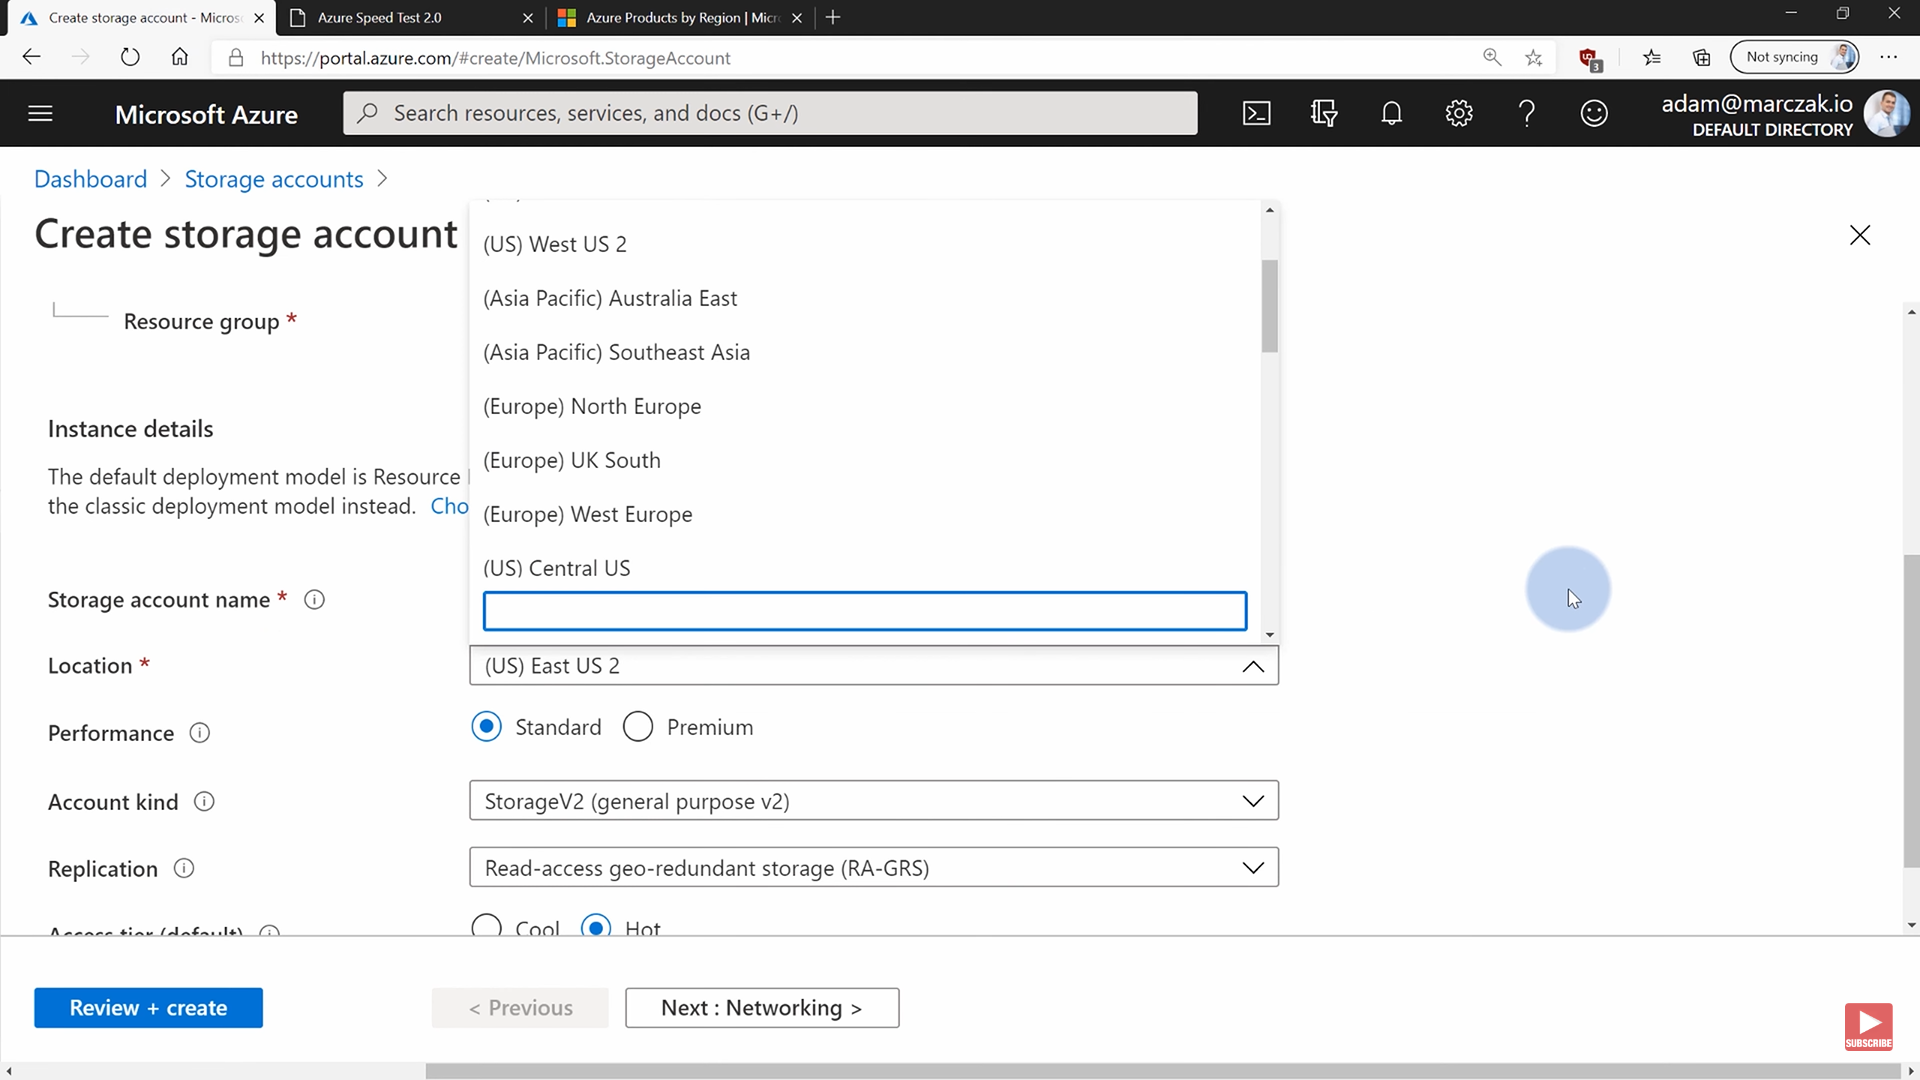 Create storage account - Micros
Azure Speed Test 2.0
Azure Products by Region | Micr
https://portal.azure.com/#create/Microsoft.StorageAccount
3
Not syncing
Microsoft Azure
Search resources, services, and docs (G+/)
adam@marczak.io
DEFAULT DIRECTORY
Dashboard > Storage accounts >
Create storage account
(US) West US 2
(Asia Pacific) Australia East
(Asia Pacific) Southeast Asia
(Europe) North Europe
(Europe) UK South
(Europe) West Europe
(US) Central US
Resource group *
Instance details
The default deployment model is Resource
the classic deployment model instead. Cho
Storage account name *
Location *
(US) East US 2
Performance
Standard
Premium
Account kind
StorageV2 (general purpose v2)
Replication
Read-access geo-redundant storage (RA-GRS)
Access tier (default)
Cool
Hot
Review + create
< Previous
Next : Networking >
SUBSCRIBE